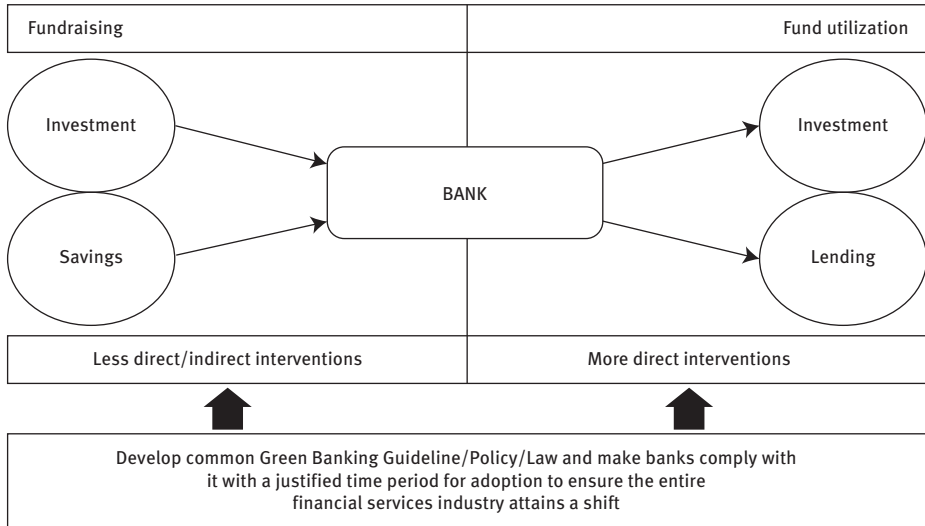 Fundraising
Fund utilization
Investment
Investment
BANK
Savings
Lending
Less direct/indirect interventions
More direct interventions
Develop common Green Banking Guideline/Policy/Law and make banks comply with
it with a justified time period for adoption to ensure the entire
financial services industry attains a shift